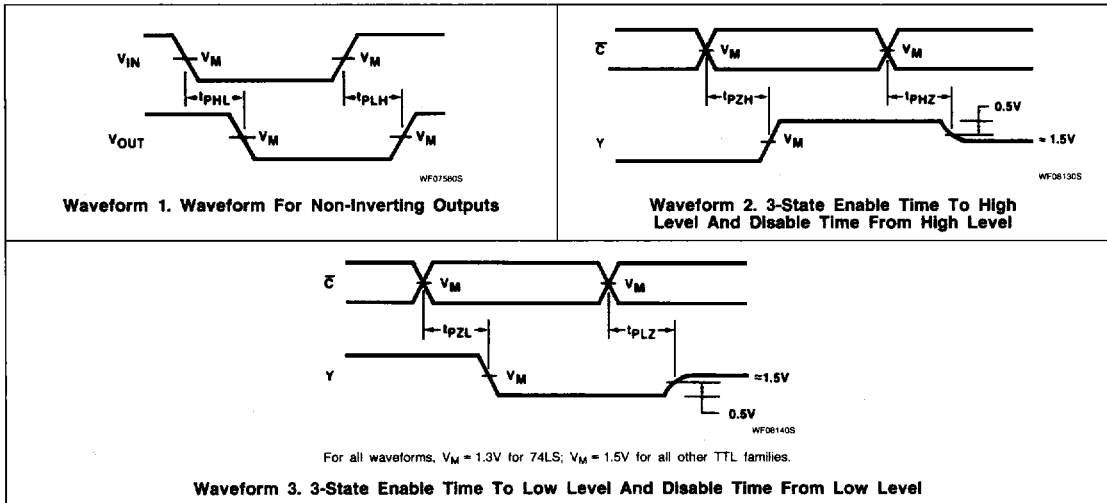 V_IN
V_M
V_M
t_PHL
t_PLH
V_OUT
V_M
V_M
WF07580S
Waveform 1. Waveform For Non-Inverting Outputs
C̅
V_M
V_M
t_PZH
t_PHZ
0.5V
Y
V_M
≈ 1.5V
WF08130S
Waveform 2. 3-State Enable Time To High
Level And Disable Time From High Level
C̅
V_M
V_M
t_PZL
t_PLZ
Y
V_M
≈1.5V
0.5V
WF08140S
For all waveforms, V_M = 1.3V for 74LS; V_M = 1.5V for all other TTL families.
Waveform 3. 3-State Enable Time To Low Level And Disable Time From Low Level